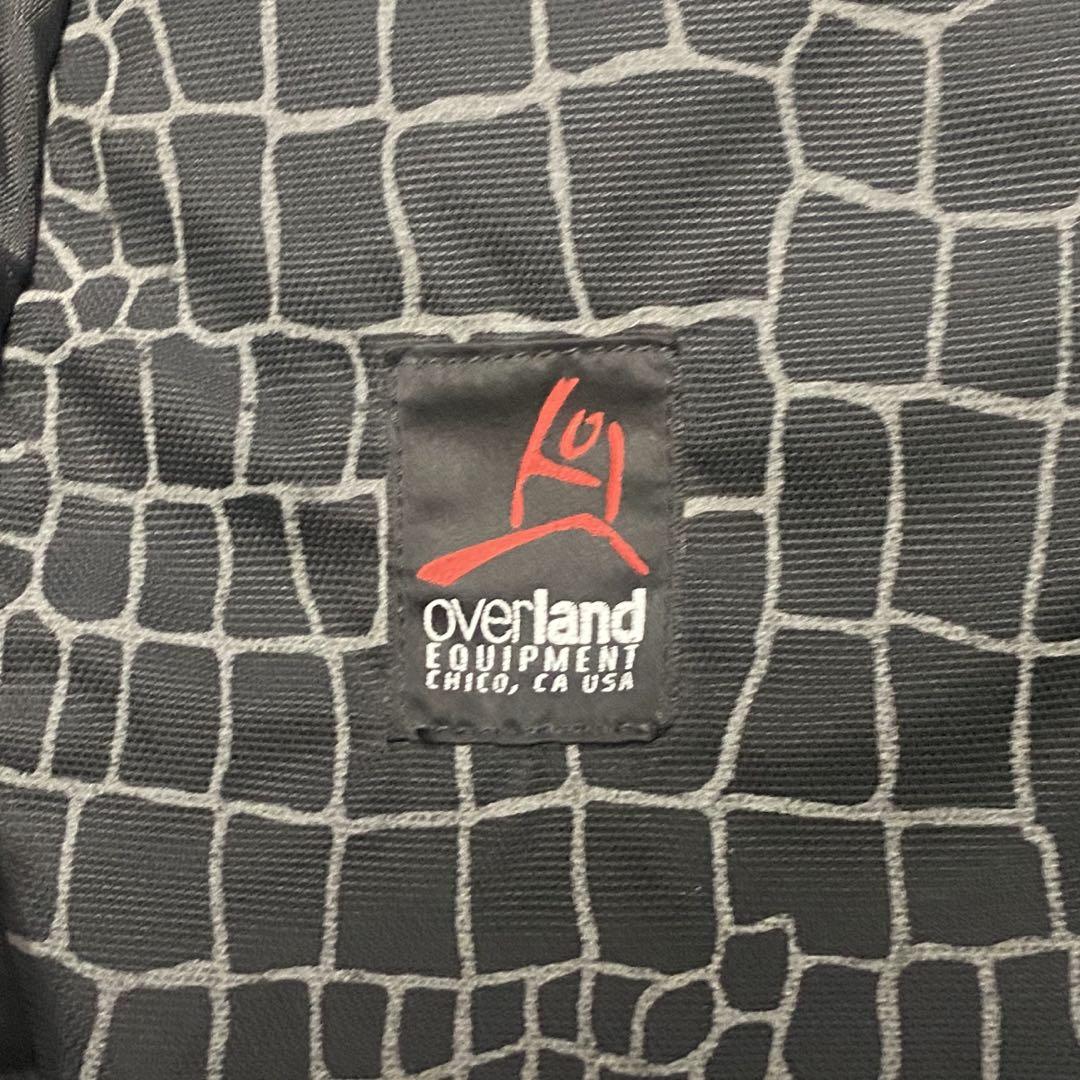 overland
EQUIPMENT
CHICO, CA USA